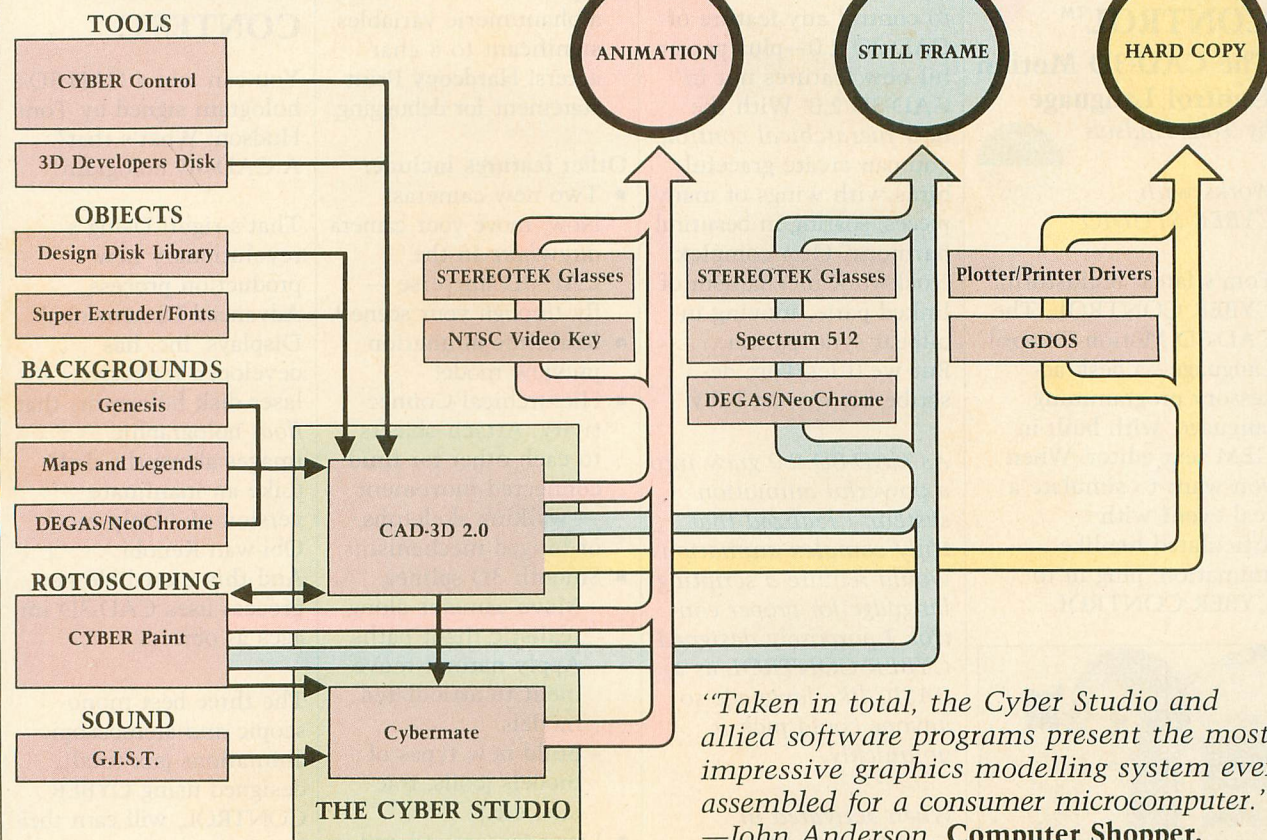 TOOLS
CYBER Control
3D Developers Disk
OBJECTS
Design Disk Library
Super Extruder/Fonts
BACKGROUNDS
Genesis
Maps and Legends
DEGAS/NeoChrome
ROTOSCOPING
CYBER Paint
SOUND
G.I.S.T.
CAD-3D 2.0
Cybermate
THE CYBER STUDIO
ANIMATION
STEREOTEK Glasses
NTSC Video Key
STILL FRAME
STEREOTEK Glasses
Spectrum 512
DEGAS/NeoChrome
HARD COPY
Plotter/Printer Drivers
GDOS
“Taken in total, the Cyber Studio and
allied software programs present the most
impressive graphics modelling system ever
assembled for a consumer microcomputer.”
—John Anderson, Computer Shopper.